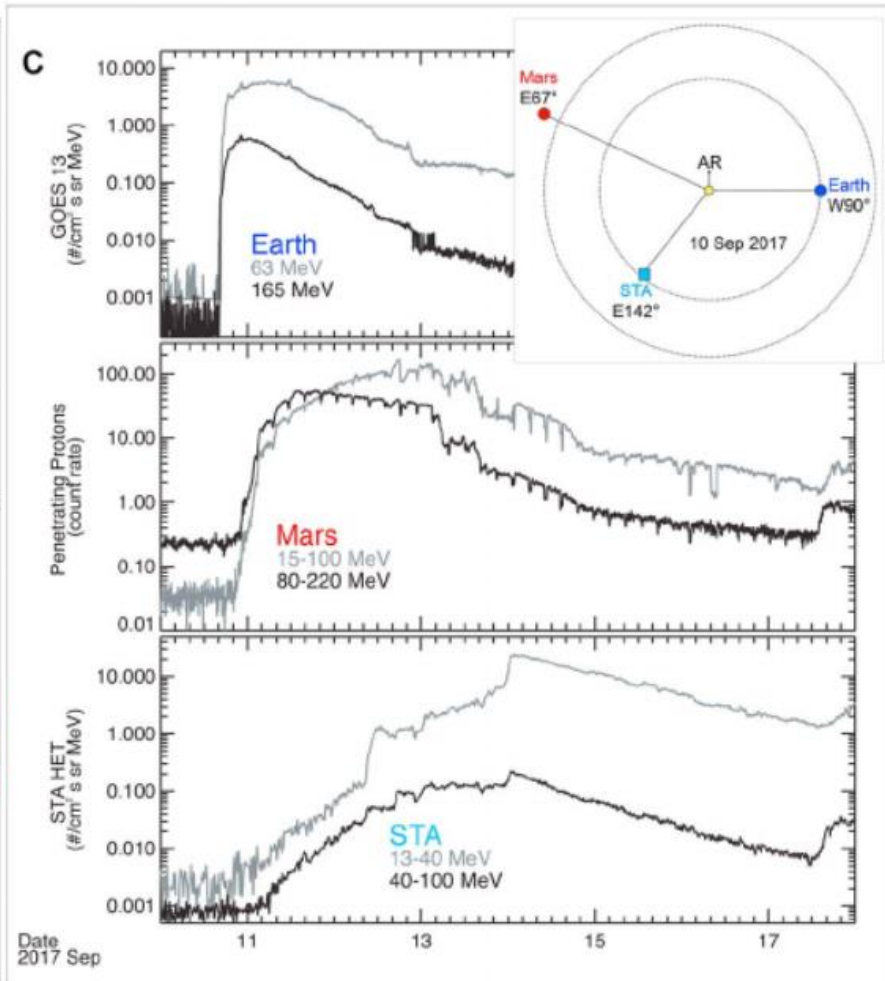 C
10.000
1.000
0.100
0.010
0.001
GOES 13
(#/cm² s sr MeV)
Earth
63 MeV
165 MeV
Mars
E67°
AR
Earth
W90°
10 Sep 2017
STA
E142°
100.00
10.00
1.00
0.10
0.01
Penetrating Protons
(count rate)
Mars
15-100 MeV
80-220 MeV
10.000
1.000
0.100
0.010
0.001
STA HET
(#/cm² s sr MeV)
STA
13-40 MeV
40-100 MeV
Date
2017 Sep
11
13
15
17